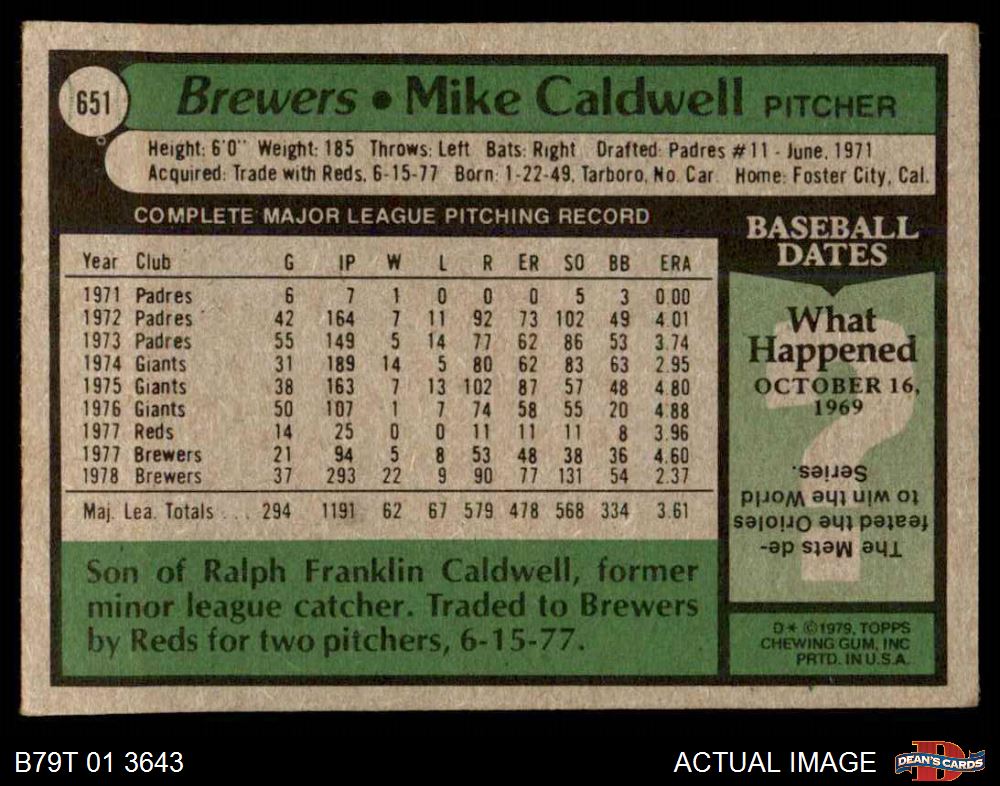 651
Brewers • Mike Caldwell PITCHER
Height: 6'0" Weight: 185 Throws: Left Bats: Right Drafted: Padres #11 - June, 1971
Acquired: Trade with Reds, 6-15-77 Born: 1-22-49, Tarboro, No. Car. Home: Foster City, Cal.
COMPLETE MAJOR LEAGUE PITCHING RECORD
Year Club G IP W L R ER SO BB ERA
1971 Padres 6 7 1 0 0 0 5 3 0.00
1972 Padres 42 164 7 11 92 73 102 49 4.01
1973 Padres 55 149 5 14 77 62 86 53 3.74
1974 Giants 31 189 14 5 80 62 83 63 2.95
1975 Giants 38 163 7 13 102 87 57 48 4.80
1976 Giants 50 107 1 7 74 58 55 20 4.88
1977 Reds 14 25 0 0 11 11 11 8 3.96
1977 Brewers 21 94 5 8 53 48 38 36 4.60
1978 Brewers 37 293 22 9 90 77 131 54 2.37
Maj. Lea. Totals ... 294 1191 62 67 579 478 568 334 3.61
Son of Ralph Franklin Caldwell, former
minor league catcher. Traded to Brewers
by Reds for two pitchers, 6-15-77.
BASEBALL
DATES
What
Happened
OCTOBER 16,
1969
The Mets de-
feated the Orioles
to win the World
Series.
D* ©1979, TOPPS
CHEWING GUM, INC
PRTD. IN U.S.A.
B79T 01 3643
ACTUAL IMAGE
D
DEAN'S CARDS